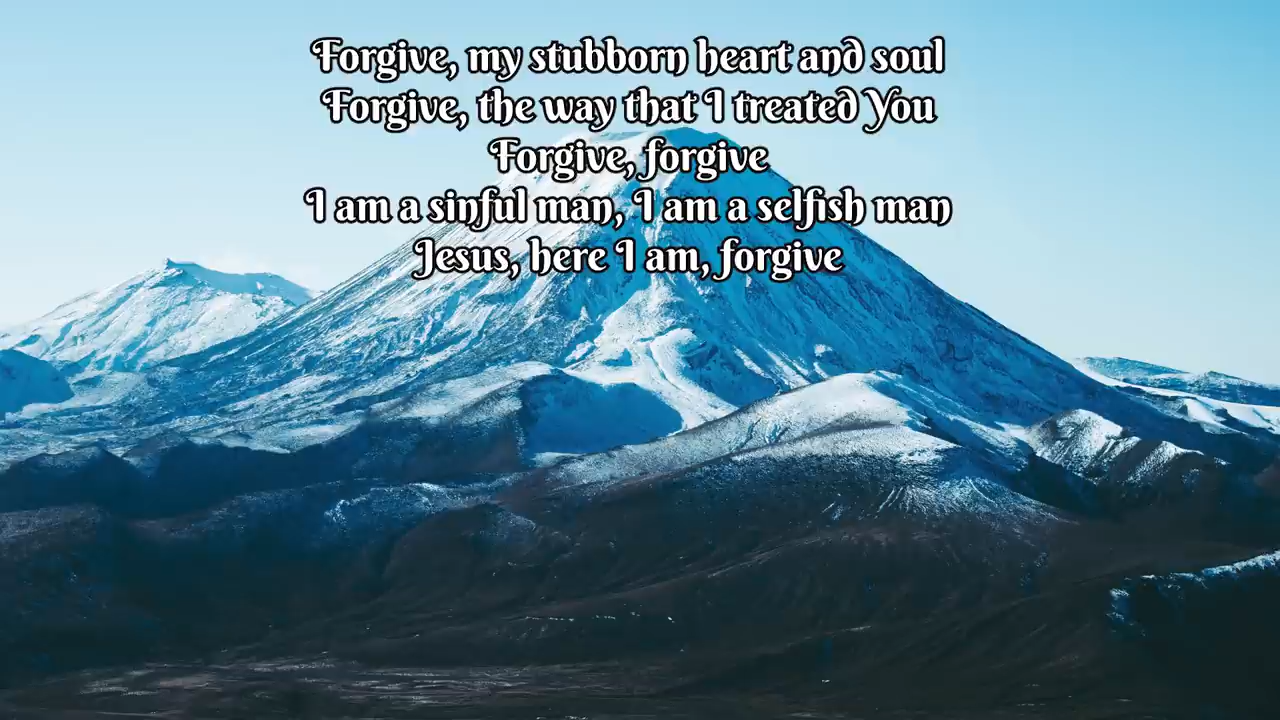 Forgive, my stubborn heart and soul
Forgive, the way that I treated You
Forgive, forgive
I am a sinful man, I am a selfish man
Jesus, here I am, forgive